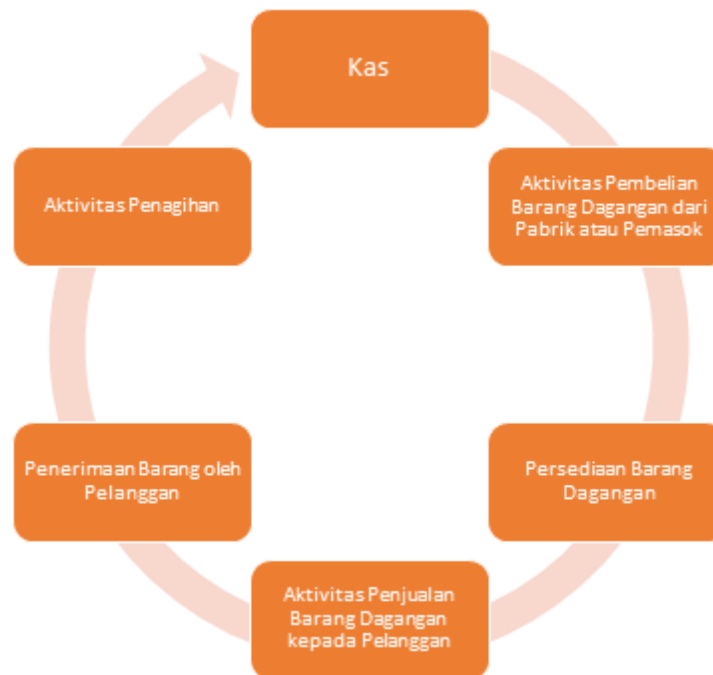 Kas
Aktivitas Pembelian
Barang Dagangan dari
Pabrik atau Pemasok
Persediaan Barang
Dagangan
Aktivitas Penjualan
Barang Dagangan
kepada Pelanggan
Penerimaan Barang oleh
Pelanggan
Aktivitas Penagihan